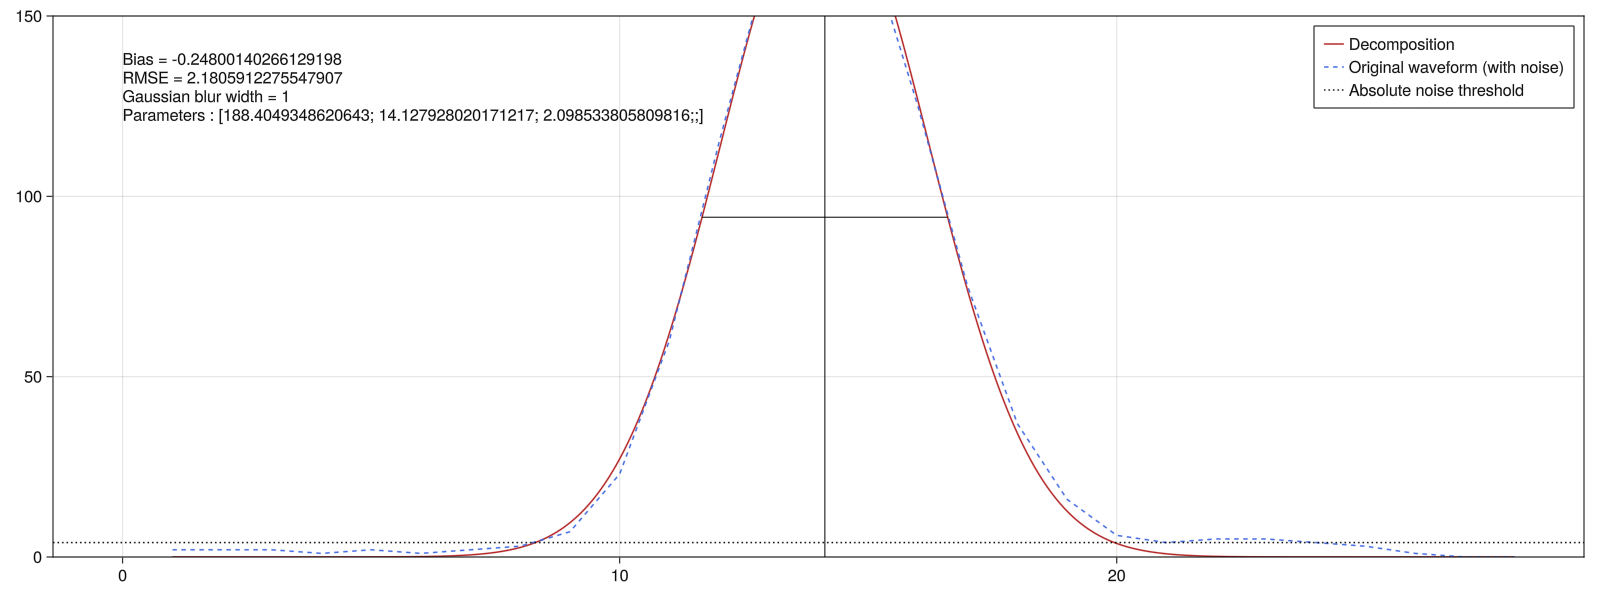 150
Bias = -0.24800140266129198
RMSE = 2.1805912275547907
Gaussian blur width = 1
Parameters : [188.4049348620643; 14.127928020171217; 2.098533805809816;;]
Decomposition
Original waveform (with noise)
Absolute noise threshold
100
50
0
0 10 20